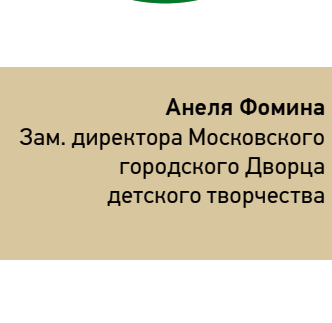 Анеля Фомина
Зам. директора Московского
городского Дворца
детского творчества